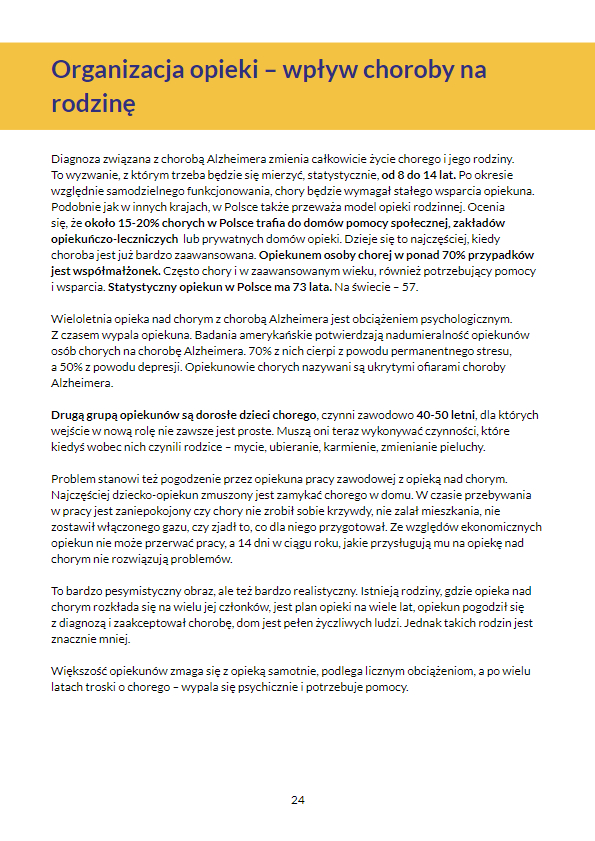 Organizacja opieki – wpływ choroby na
rodzinę
Diagnoza związana z chorobą Alzheimera zmienia całkowicie życie chorego i jego rodziny.
To wyzwanie, z którym trzeba będzie się mierzyć, statystycznie, od 8 do 14 lat. Po okresie
względnie samodzielnego funkcjonowania, chory będzie wymagał stałego wsparcia opiekuna.
Podobnie jak w innych krajach, w Polsce także przeważa model opieki rodzinnej. Ocenia
się, że około 15-20% chorych w Polsce trafia do domów pomocy społecznej, zakładów
opiekuńczo-leczniczych lub prywatnych domów opieki. Dzieje się to najczęściej, kiedy
choroba jest już bardzo zaawansowana. Opiekunem osoby chorej w ponad 70% przypadków
jest współmałżonek. Często chory i w zaawansowanym wieku, również potrzebujący pomocy
i wsparcia. Statystyczny opiekun w Polsce ma 73 lata. Na świecie – 57.
Wieloletnia opieka nad chorym z chorobą Alzheimera jest obciążeniem psychologicznym.
Z czasem wypala opiekuna. Badania amerykańskie potwierdzają nadumieralność opiekunów
osób chorych na chorobę Alzheimera. 70% z nich cierpi z powodu permanentnego stresu,
a 50% z powodu depresji. Opiekunowie chorych nazywani są ukrytymi ofiarami choroby
Alzheimera.
Drugą grupą opiekunów są dorosłe dzieci chorego, czynni zawodowo 40-50 letni, dla których
wejście w nową rolę nie zawsze jest proste. Muszą oni teraz wykonywać czynności, które
kiedyś wobec nich czynili rodzice – mycie, ubieranie, karmienie, zmienianie pieluchy.
Problem stanowi też pogodzenie przez opiekuna pracy zawodowej z opieką nad chorym.
Najczęściej dziecko-opiekun zmuszony jest zamykać chorego w domu. W czasie przebywania
w pracy jest zaniepokojony czy chory nie zrobił sobie krzywdy, nie zalał mieszkania, nie
zostawił włączonego gazu, czy zjadł to, co dla niego przygotował. Ze względów ekonomicznych
opiekun nie może przerwać pracy, a 14 dni w ciągu roku, jakie przysługują mu na opiekę nad
chorym nie rozwiązują problemów.
To bardzo pesymistyczny obraz, ale też bardzo realistyczny. Istnieją rodziny, gdzie opieka nad
chorym rozkłada się na wielu jej członków, jest plan opieki na wiele lat, opiekun pogodził się
z diagnozą i zaakceptował chorobę, dom jest pełen życzliwych ludzi. Jednak takich rodzin jest
znacznie mniej.
Większość opiekunów zmaga się z opieką samotnie, podlega licznym obciążeniom, a po wielu
latach troski o chorego – wypala się psychicznie i potrzebuje pomocy.
24